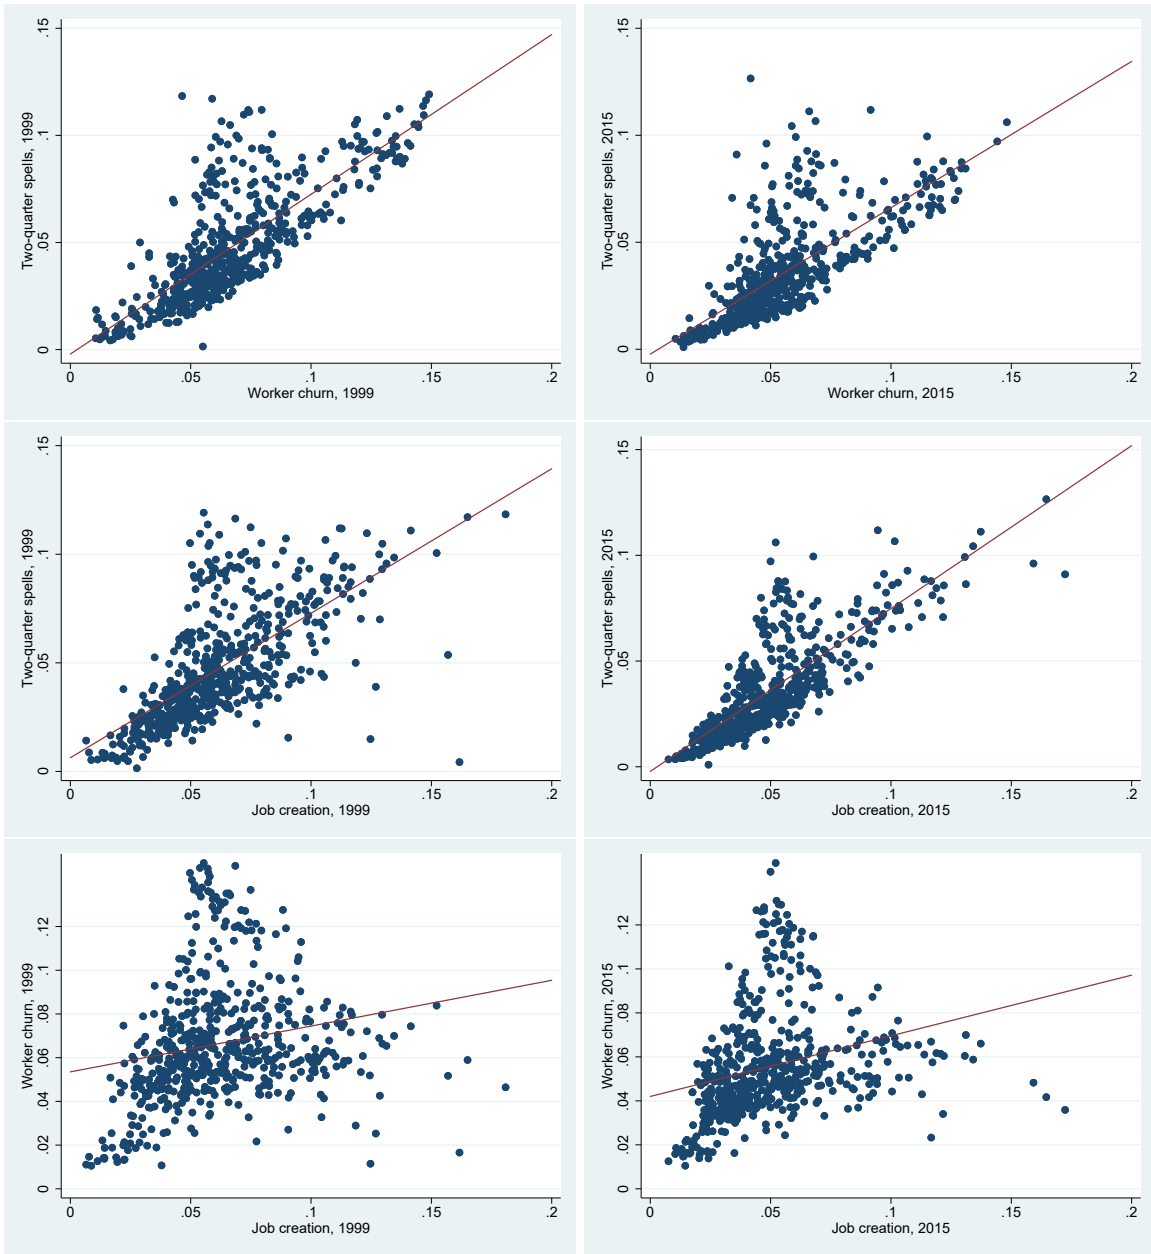 Two-quarter spells, 1999
.15
.1
.05
0
0 .05 .1 .15 .2
Worker churn, 1999
Two-quarter spells, 2015
.15
.1
.05
0
0 .05 .1 .15 .2
Worker churn, 2015
Two-quarter spells, 1999
.15
.1
.05
0
0 .05 .1 .15 .2
Job creation, 1999
Two-quarter spells, 2015
.15
.1
.05
0
0 .05 .1 .15 .2
Job creation, 2015
Worker churn, 1999
.12
.1
.08
.06
.04
.02
0
0 .05 .1 .15 .2
Job creation, 1999
Worker churn, 2015
.12
.1
.08
.06
.04
.02
0
0 .05 .1 .15 .2
Job creation, 2015